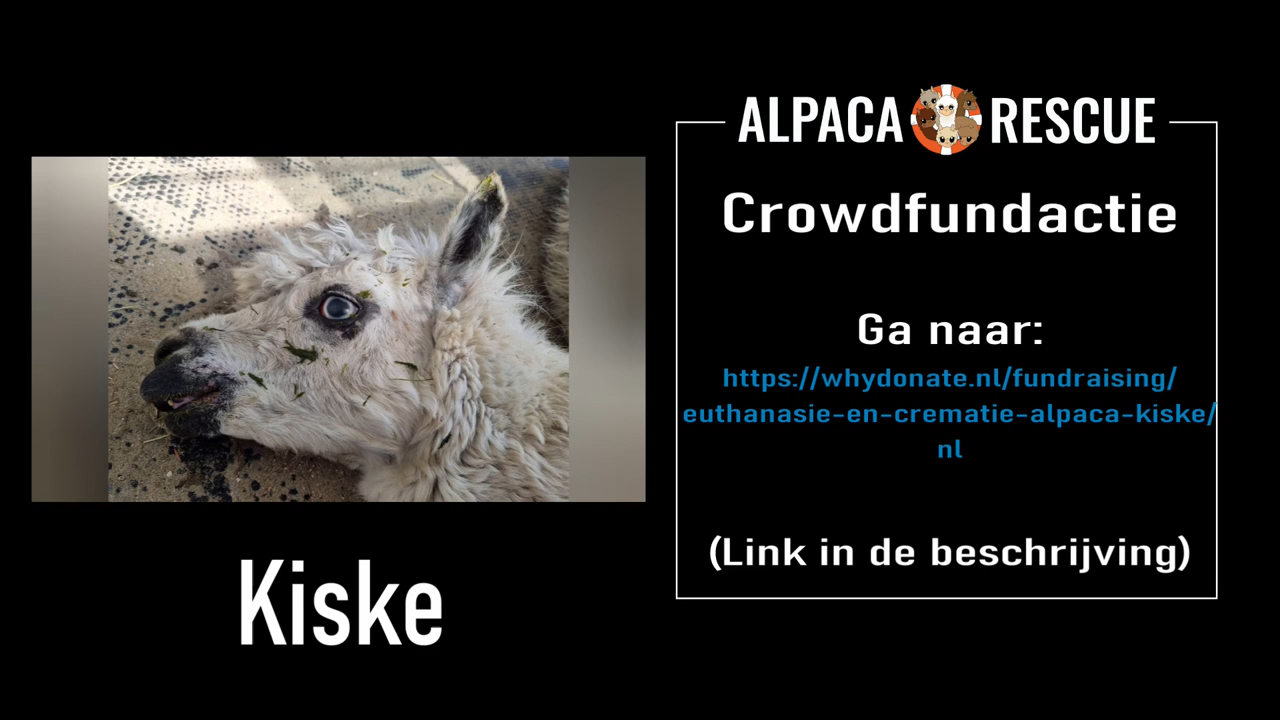 ALPACA RESCUE
Crowdfundactie
Ga naar:
https://whydonate.nl/fundraising/
euthanasie-en-crematie-alpaca-kiske/
nl
(Link in de beschrijving)
Kiske